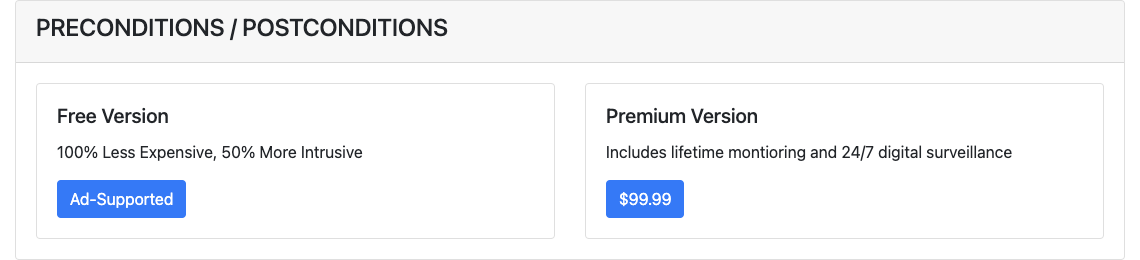 PRECONDITIONS / POSTCONDITIONS
Free Version
100% Less Expensive, 50% More Intrusive
Ad-Supported
Premium Version
Includes lifetime montioring and 24/7 digital surveillance
$99.99